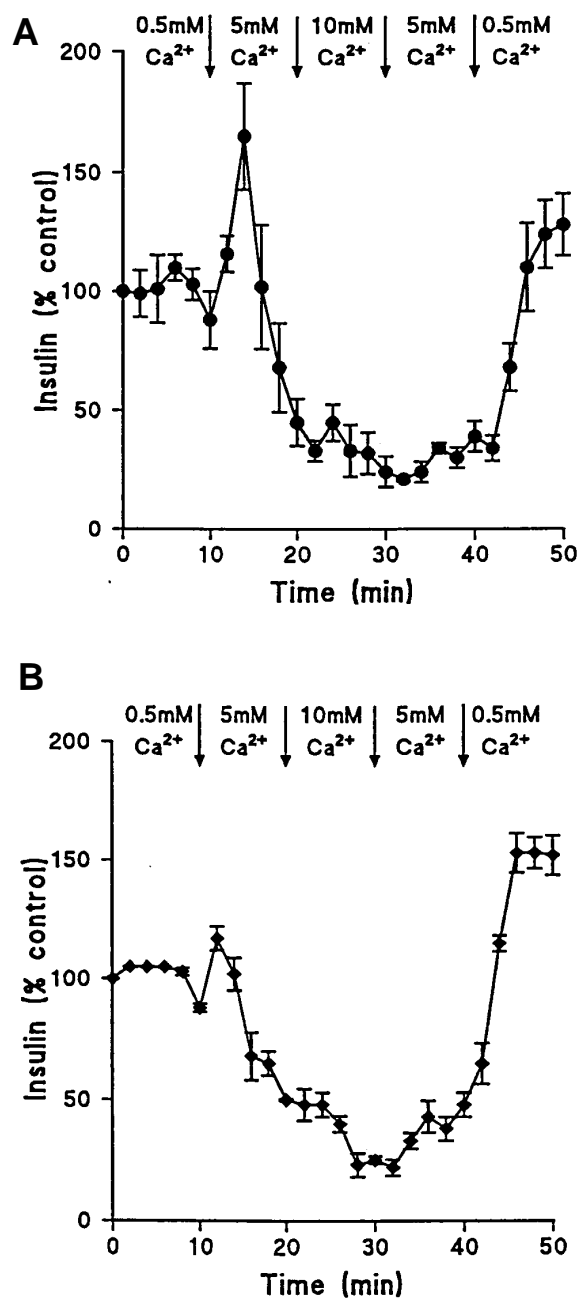 A
0.5mM 5mM 10mM 5mM 0.5mM
Ca²⁺ Ca²⁺ Ca²⁺ Ca²⁺ Ca²⁺
200
150
100
50
0
Insulin (% control)
0 10 20 30 40 50
Time (min)
B
0.5mM 5mM 10mM 5mM 0.5mM
Ca²⁺ Ca²⁺ Ca²⁺ Ca²⁺ Ca²⁺
200
150
100
50
0
Insulin (% control)
0 10 20 30 40 50
Time (min)